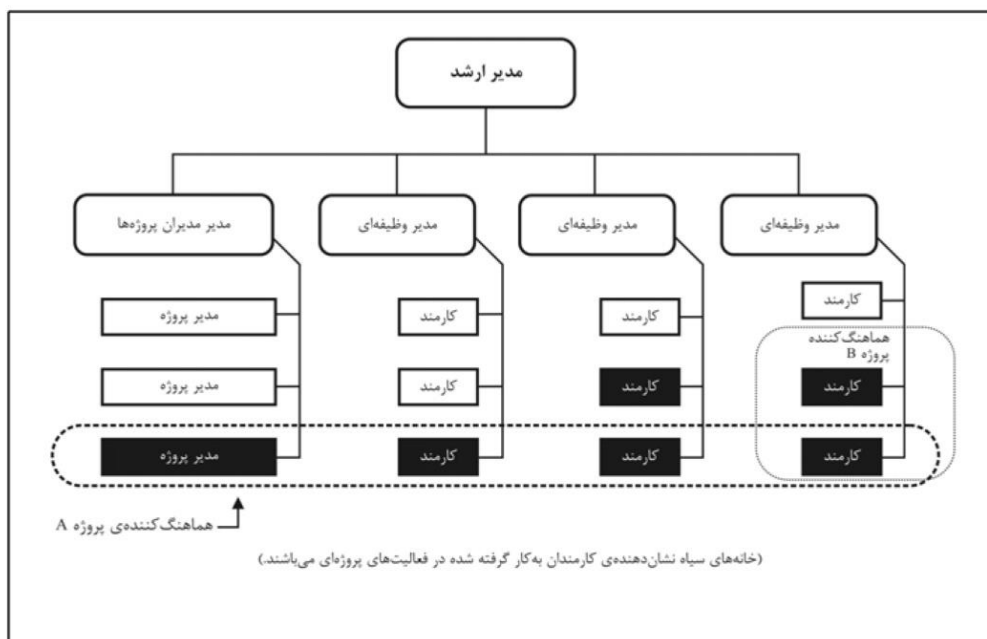 مدیر ارشد
مدیر وظیفه‌ای
مدیر وظیفه‌ای
مدیر وظیفه‌ای
مدیر مدیران پروژه‌ها
کارمند
کارمند
کارمند
مدیر پروژه
هماهنگ‌کننده
پروژه B
کارمند
کارمند
کارمند
مدیر پروژه
کارمند
کارمند
کارمند
مدیر پروژه
هماهنگ‌کننده‌ی پروژه A
(خانه‌های سیاه نشان‌دهنده‌ی کارمندان به‌کار گرفته شده در فعالیت‌های پروژه‌ای می‌باشند.)